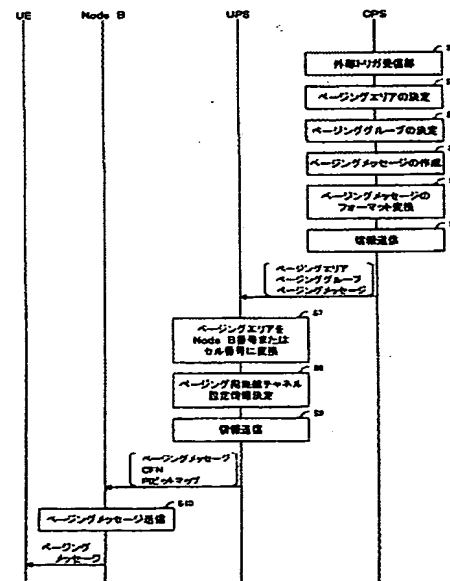 UE
Node B
UPS
CPS
外部トリガ受信部
ページングエリアの決定
ページンググループの決定
ページングメッセージの作成
ページングメッセージの
フォーマット変換
情報送信
ページングエリア
ページンググループ
ページングメッセージ
S7
ページングエリアを
Node B番号または
セル番号に変換
S8
ページング用無線チャネル
設定情報決定
S9
情報送信
ページングメッセージ
CFN
PIビットマップ
S10
ページングメッセージ送信
ページング
メッセージ